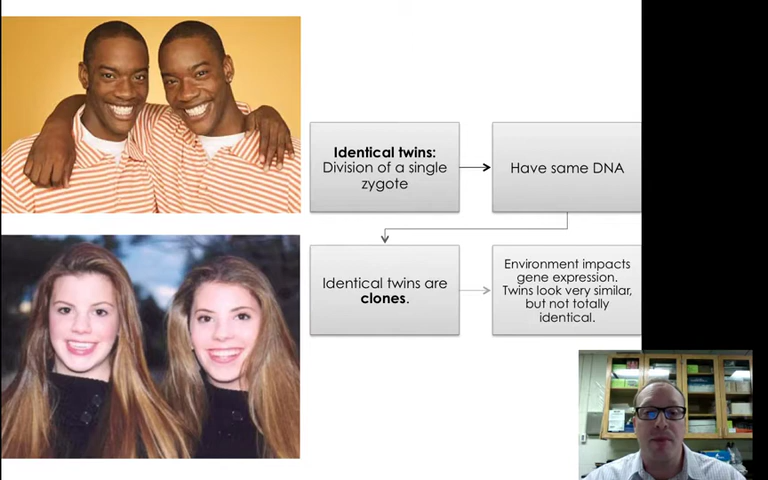 Identical twins:
Division of a single
zygote
Have same DNA
Identical twins are
clones.
Environment impacts
gene expression.
Twins look very similar,
but not totally
identical.